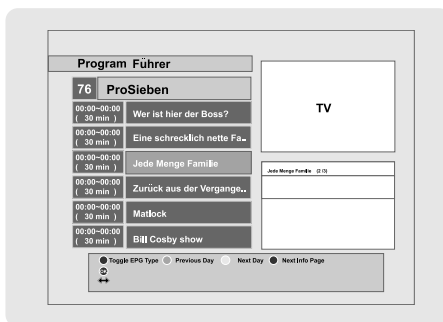 Program Führer
76 ProSieben
TV
00:00~00:00
( 30 min )
Wer ist hier der Boss?
00:00~00:00
( 30 min )
Eine schrecklich nette Fa..
00:00~00:00
( 30 min )
Jede Menge Familie
00:00~00:00
( 30 min )
Zurück aus der Vergange..
00:00~00:00
( 30 min )
Matlock
00:00~00:00
( 30 min )
Bill Cosby show
Jede Menge Familie (2/3)
Toggle EPG Type Previous Day Next Day Next Info Page
OK